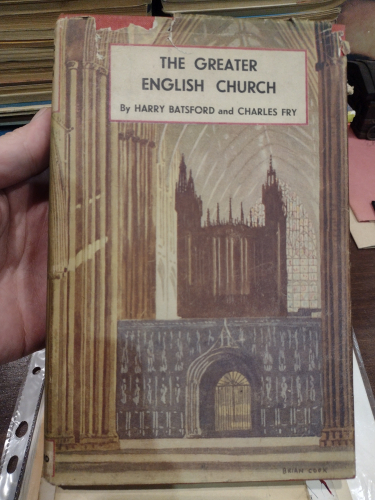 THE GREATER
ENGLISH CHURCH
By HARRY BATSFORD and CHARLES FRY
BRIAN COOK